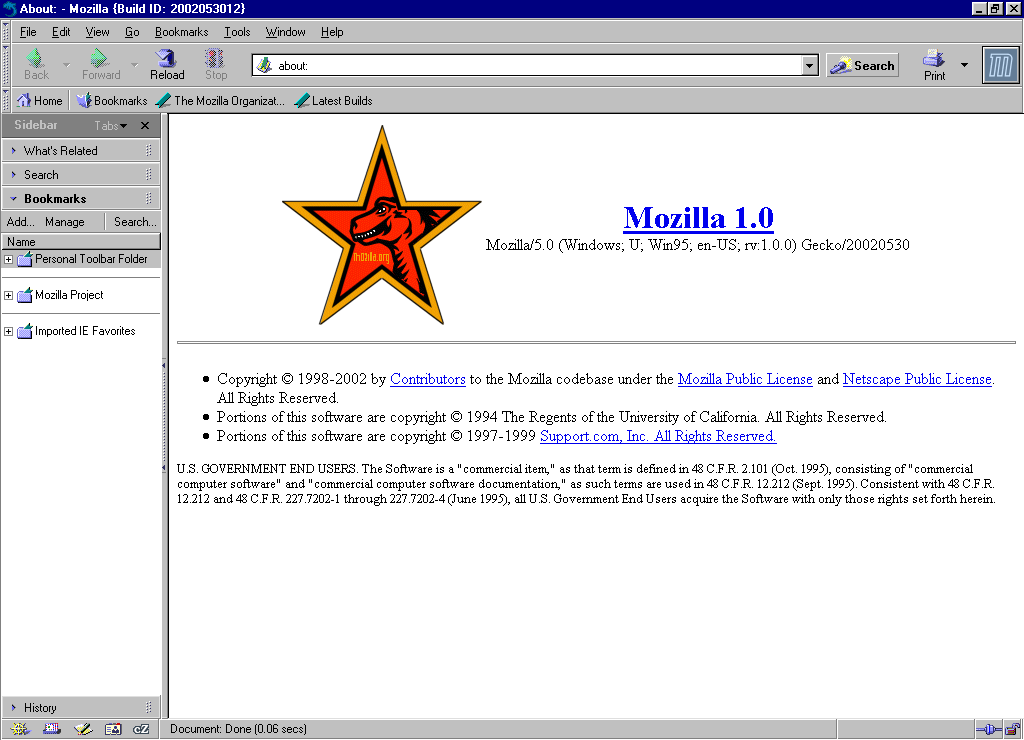 About: - Mozilla {Build ID: 2002053012}
File Edit View Go Bookmarks Tools Window Help
Back Forward Reload Stop about: Search Print
Home Bookmarks The Mozilla Organizat... Latest Builds
Sidebar Tabs
What's Related
Search
Bookmarks
Add... Manage Search...
Name
Personal Toolbar Folder
Mozilla Project
Imported IE Favorites
History
mozilla.org
Mozilla 1.0
Mozilla/5.0 (Windows; U; Win95; en-US; rv:1.0.0) Gecko/20020530
Copyright © 1998-2002 by Contributors to the Mozilla codebase under the Mozilla Public License and Netscape Public License.
All Rights Reserved.
Portions of this software are copyright © 1994 The Regents of the University of California. All Rights Reserved.
Portions of this software are copyright © 1997-1999 Support.com, Inc. All Rights Reserved.
U.S. GOVERNMENT END USERS. The Software is a "commercial item," as that term is defined in 48 C.F.R. 2.101 (Oct. 1995), consisting of "commercial
computer software" and "commercial computer software documentation," as such terms are used in 48 C.F.R. 12.212 (Sept. 1995). Consistent with 48 C.F.R.
12.212 and 48 C.F.R. 227.7202-1 through 227.7202-4 (June 1995), all U.S. Government End Users acquire the Software with only those rights set forth herein.
cZ
Document: Done (0.06 secs)